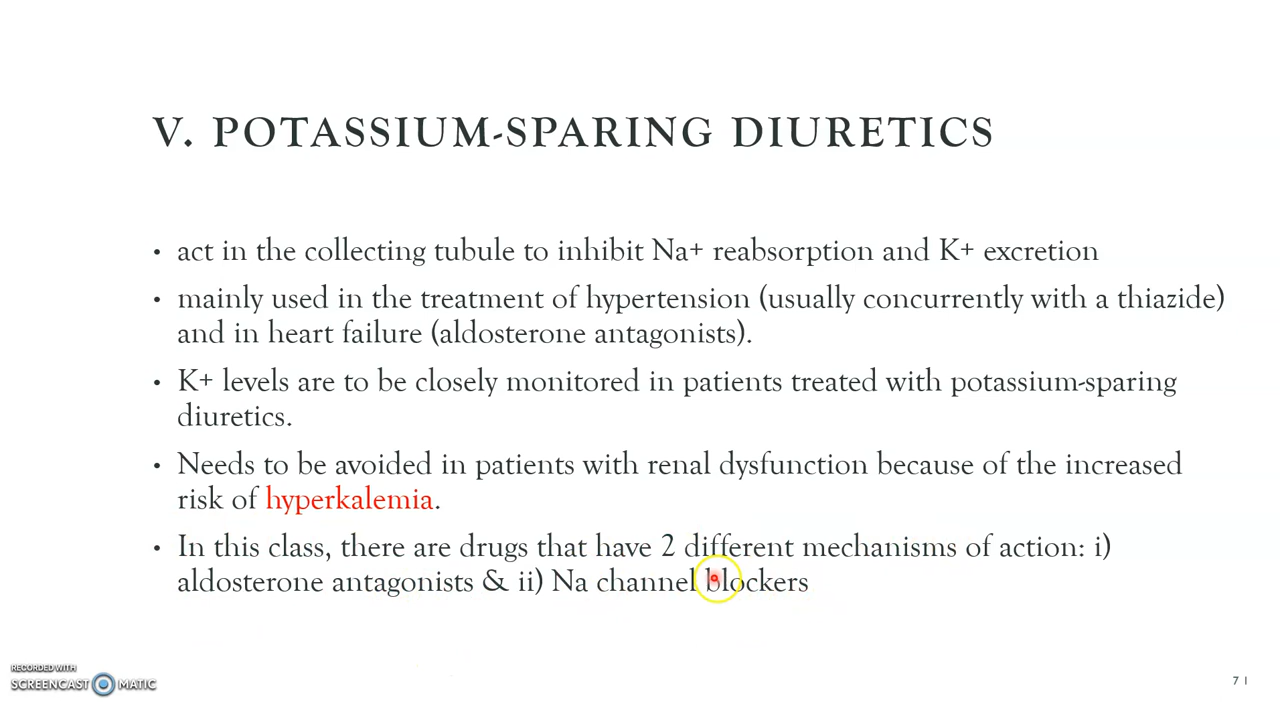 V. POTASSIUM-SPARING DIURETICS
• act in the collecting tubule to inhibit Na+ reabsorption and K+ excretion
• mainly used in the treatment of hypertension (usually concurrently with a thiazide)
and in heart failure (aldosterone antagonists).
• K+ levels are to be closely monitored in patients treated with potassium-sparing
diuretics.
• Needs to be avoided in patients with renal dysfunction because of the increased
risk of hyperkalemia.
• In this class, there are drugs that have 2 different mechanisms of action: i)
aldosterone antagonists & ii) Na channel blockers
RECORDED WITH
SCREENCAST MATIC
71